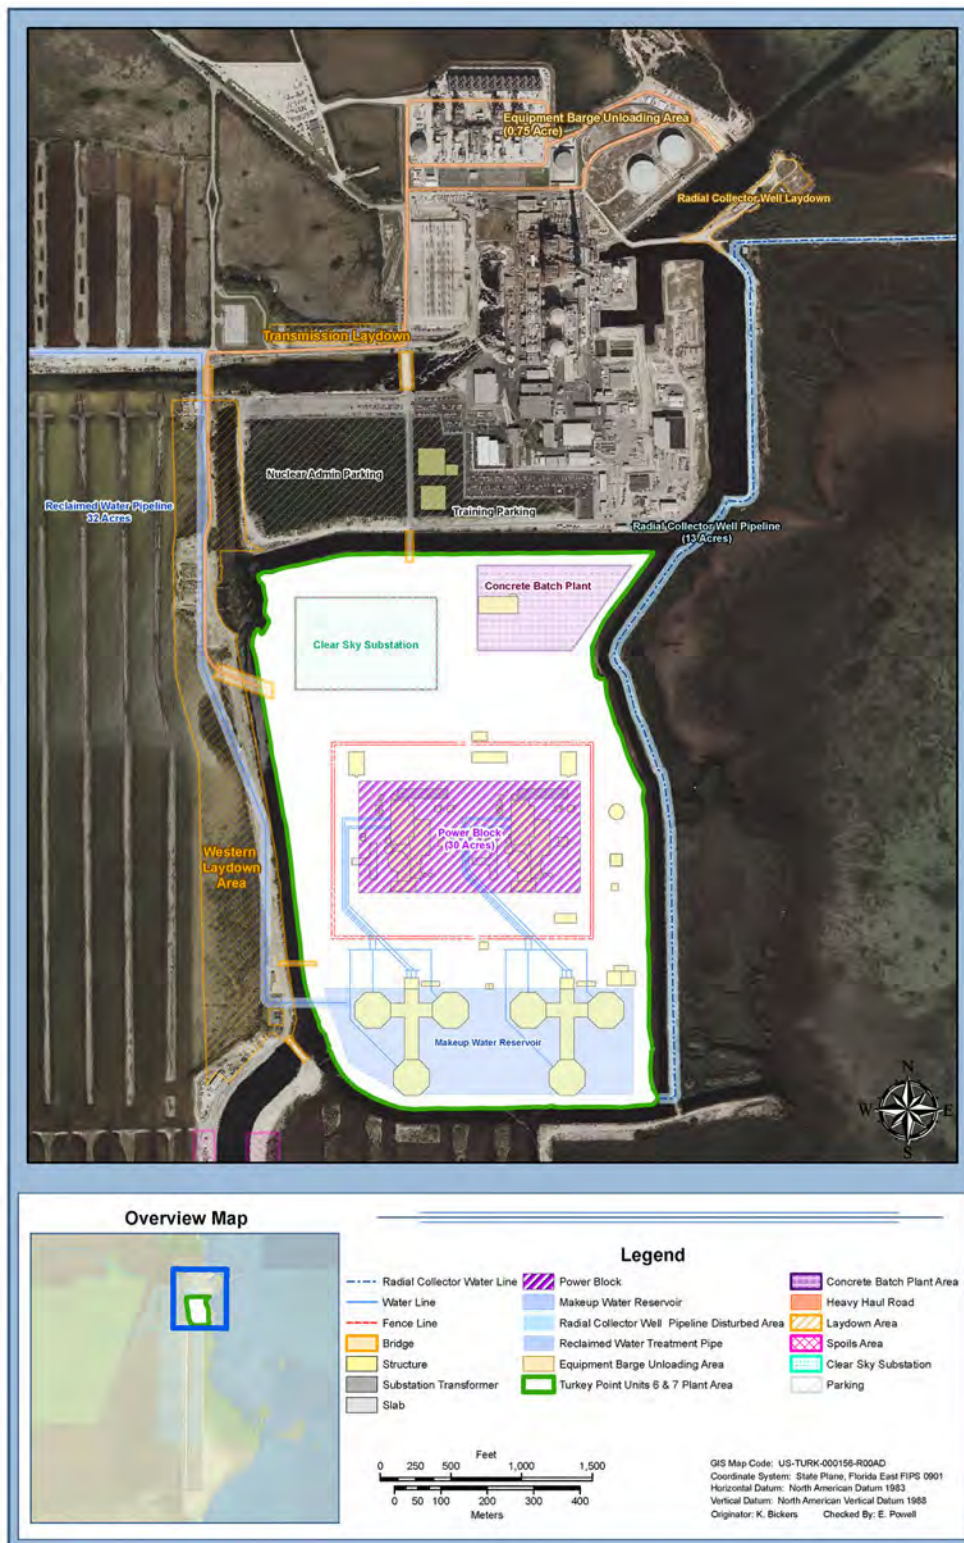 Equipment Barge Unloading Area
(0.75 Acre)
Radial Collector Well Laydown
Transmission Laydown
Nuclear Admin Parking
Reclaimed Water Pipeline
32 Acres
Training Parking
Radial Collector Well Pipeline
(13 Acres)
Concrete Batch Plant
Clear Sky Substation
Power Block
(30 Acres)
Western
Laydown
Area
Makeup Water Reservoir
N
W
E
S
Overview Map
Legend
Radial Collector Water Line
Water Line
Fence Line
Bridge
Structure
Substation Transformer
Slab
Power Block
Makeup Water Reservoir
Radial Collector Well Pipeline Disturbed Area
Reclaimed Water Treatment Pipe
Equipment Barge Unloading Area
Turkey Point Units 6 & 7 Plant Area
Concrete Batch Plant Area
Heavy Haul Road
Laydown Area
Spoils Area
Clear Sky Substation
Parking
Feet
0 250 500 1,000 1,500
0 50 100 200 300 400
Meters
GIS Map Code: US-TURK-000156-R00AD
Coordinate System: State Plane, Florida East FIPS 0901
Horizontal Datum: North American Datum 1983
Vertical Datum: North American Vertical Datum 1988
Originator: K. Bickers Checked By: E. Powell